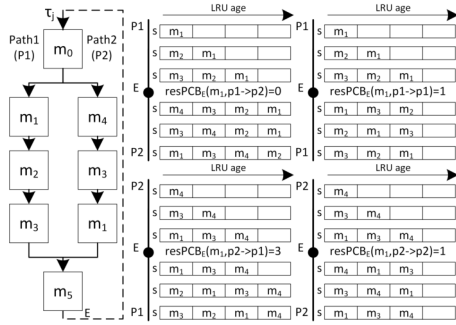 τj
Path1
(P1)
Path2
(P2)
m0
m1
m4
m2
m3
m3
m1
m5
E
LRU age
P1
s m1
s m2 m1
s m3 m2 m1
E resPCBE(m1,p1->p2)=0
s m4 m3 m2 m1
s m3 m4 m2 m1
P2 s m1 m3 m4 m2
LRU age
P1
s m1
s m2 m1
s m3 m2 m1
E resPCBE(m1,p1->p1)=1
s m1 m3 m2
s m2 m1 m3
P1 s m3 m2 m1
LRU age
P2
s m4
s m3 m4
s m1 m3 m4
E resPCBE(m1,p2->p1)=3
s m1 m3 m4
s m2 m1 m3 m4
P1 s m3 m2 m1 m4
LRU age
P2
s m4
s m3 m4
s m1 m3 m4
E resPCBE(m1,p2->p2)=1
s m4 m1 m3
s m3 m4 m1
P2 s m1 m3 m4